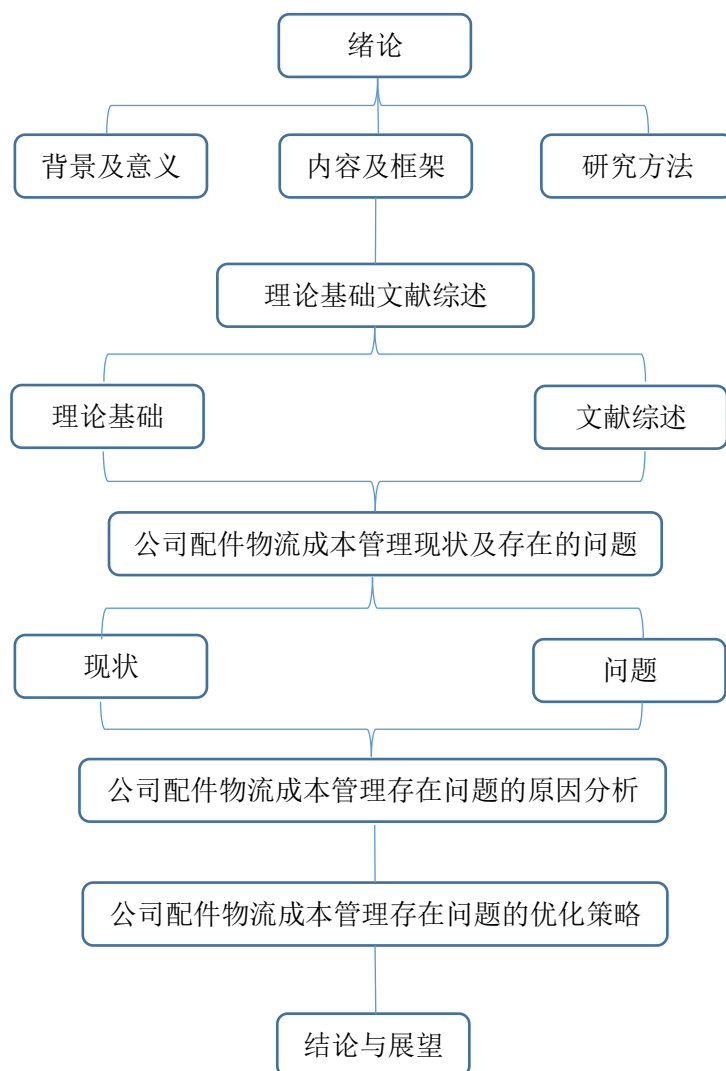 绪论
背景及意义
内容及框架
研究方法
理论基础文献综述
理论基础
文献综述
公司配件物流成本管理现状及存在的问题
现状
问题
公司配件物流成本管理存在问题的原因分析
公司配件物流成本管理存在问题的优化策略
结论与展望